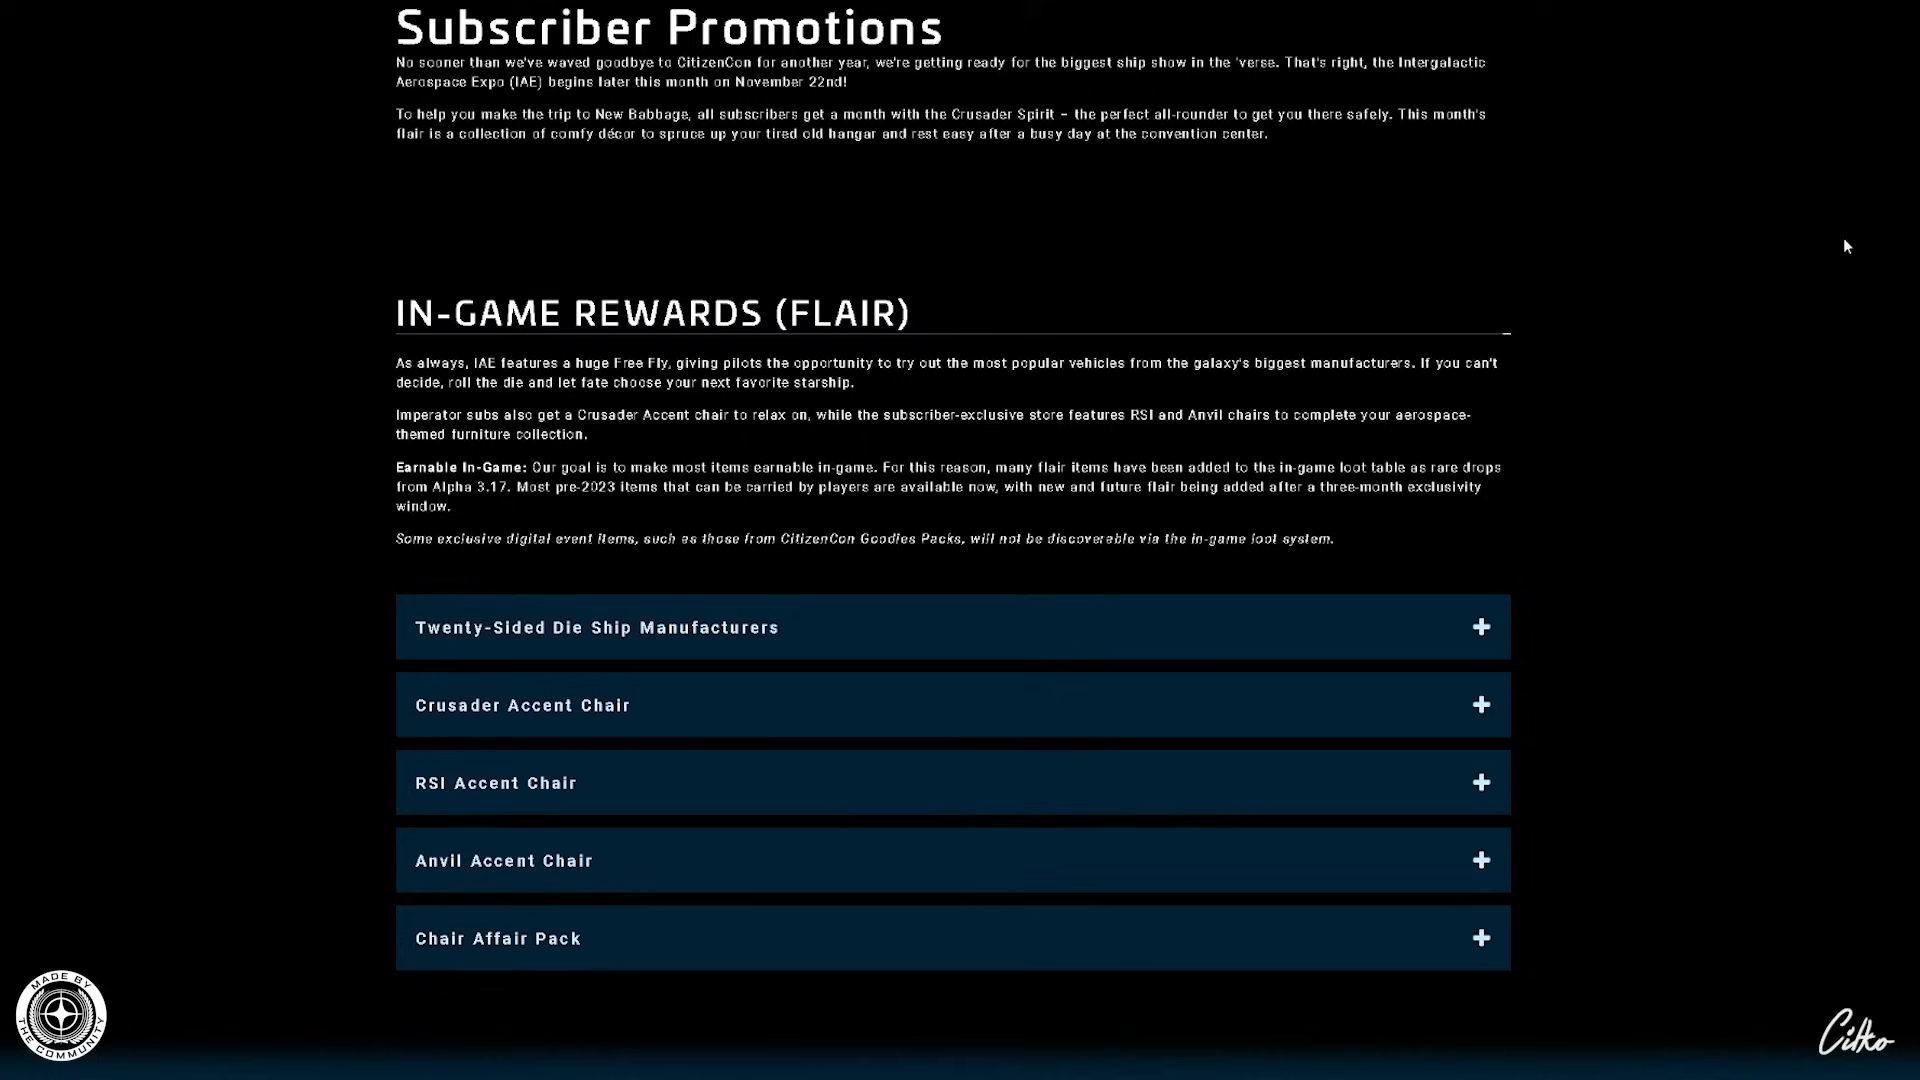 Subscriber Promotions
No sooner than we've waved goodbye to CitizenCon for another year, we're getting ready for the biggest ship show in the 'verse. That's right, the Intergalactic
Aerospace Expo (IAE) begins later this month on November 22nd!
To help you make the trip to New Babbage, all subscribers get a month with the Crusader Spirit – the perfect all-rounder to get you there safely. This month's
flair is a collection of comfy décor to spruce up your tired old hangar and rest easy after a busy day at the convention center.
IN-GAME REWARDS (FLAIR)
As always, IAE features a huge Free Fly, giving pilots the opportunity to try out the most popular vehicles from the galaxy's biggest manufacturers. If you can't
decide, roll the die and let fate choose your next favorite starship.
Imperator subs also get a Crusader Accent chair to relax on, while the subscriber-exclusive store features RSI and Anvil chairs to complete your aerospace-
themed furniture collection.
Earnable In-Game: Our goal is to make most items earnable in-game. For this reason, many flair items have been added to the in-game loot table as rare drops
from Alpha 3.17. Most pre-2023 items that can be carried by players are available now, with new and future flair being added after a three-month exclusivity
window.
Some exclusive digital event items, such as those from CitizenCon Goodies Packs, will not be discoverable via the in-game loot system.
Twenty-Sided Die Ship Manufacturers
Crusader Accent Chair
RSI Accent Chair
Anvil Accent Chair
Chair Affair Pack
MADE BY
THE COMMUNITY
Citko